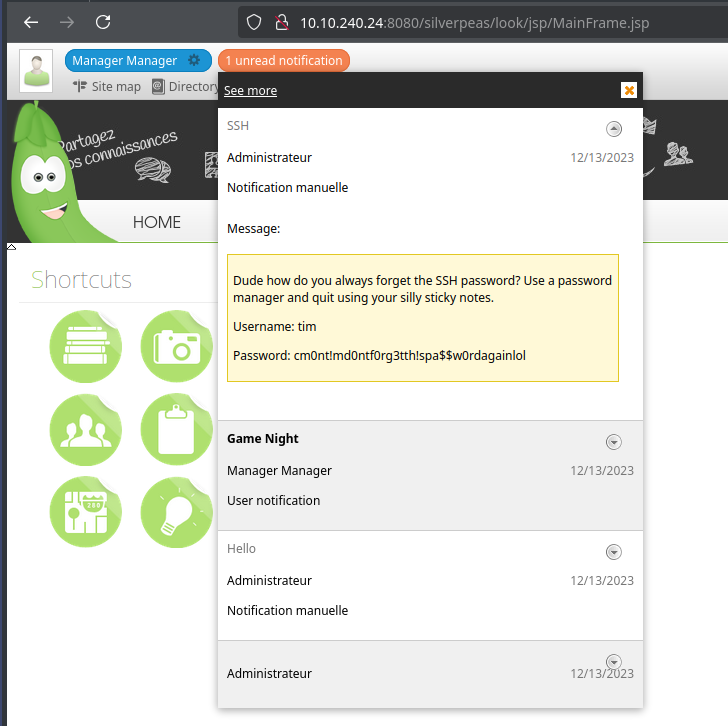 10.10.240.24:8080/silverpeas/look/jsp/MainFrame.jsp
Manager Manager
1 unread notification
Site map
Directory
See more
Partagez
os connaissances
SSH
Administrateur
12/13/2023
Notification manuelle
Message:
HOME
Dude how do you always forget the SSH password? Use a password
manager and quit using your silly sticky notes.
Username: tim
Password: cm0nt!md0ntf0rg3tth!spa$$w0rdagainlol
Shortcuts
Game Night
Manager Manager
12/13/2023
User notification
Hello
Administrateur
12/13/2023
Notification manuelle
Administrateur
12/13/2023